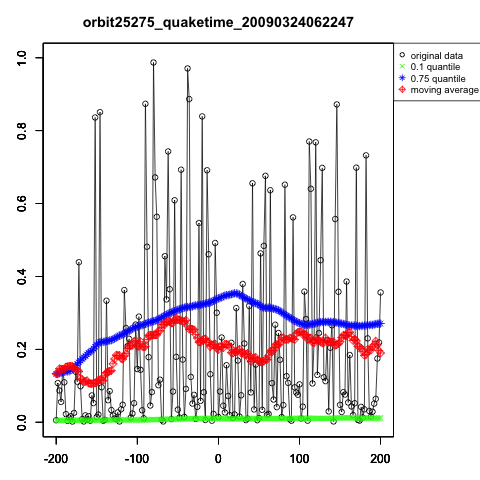 orbit25275_quaketime_20090324062247
original data
0.1 quantile
0.75 quantile
moving average
1.0
0.8
0.6
0.4
0.2
0.0
-200
-100
0
100
200